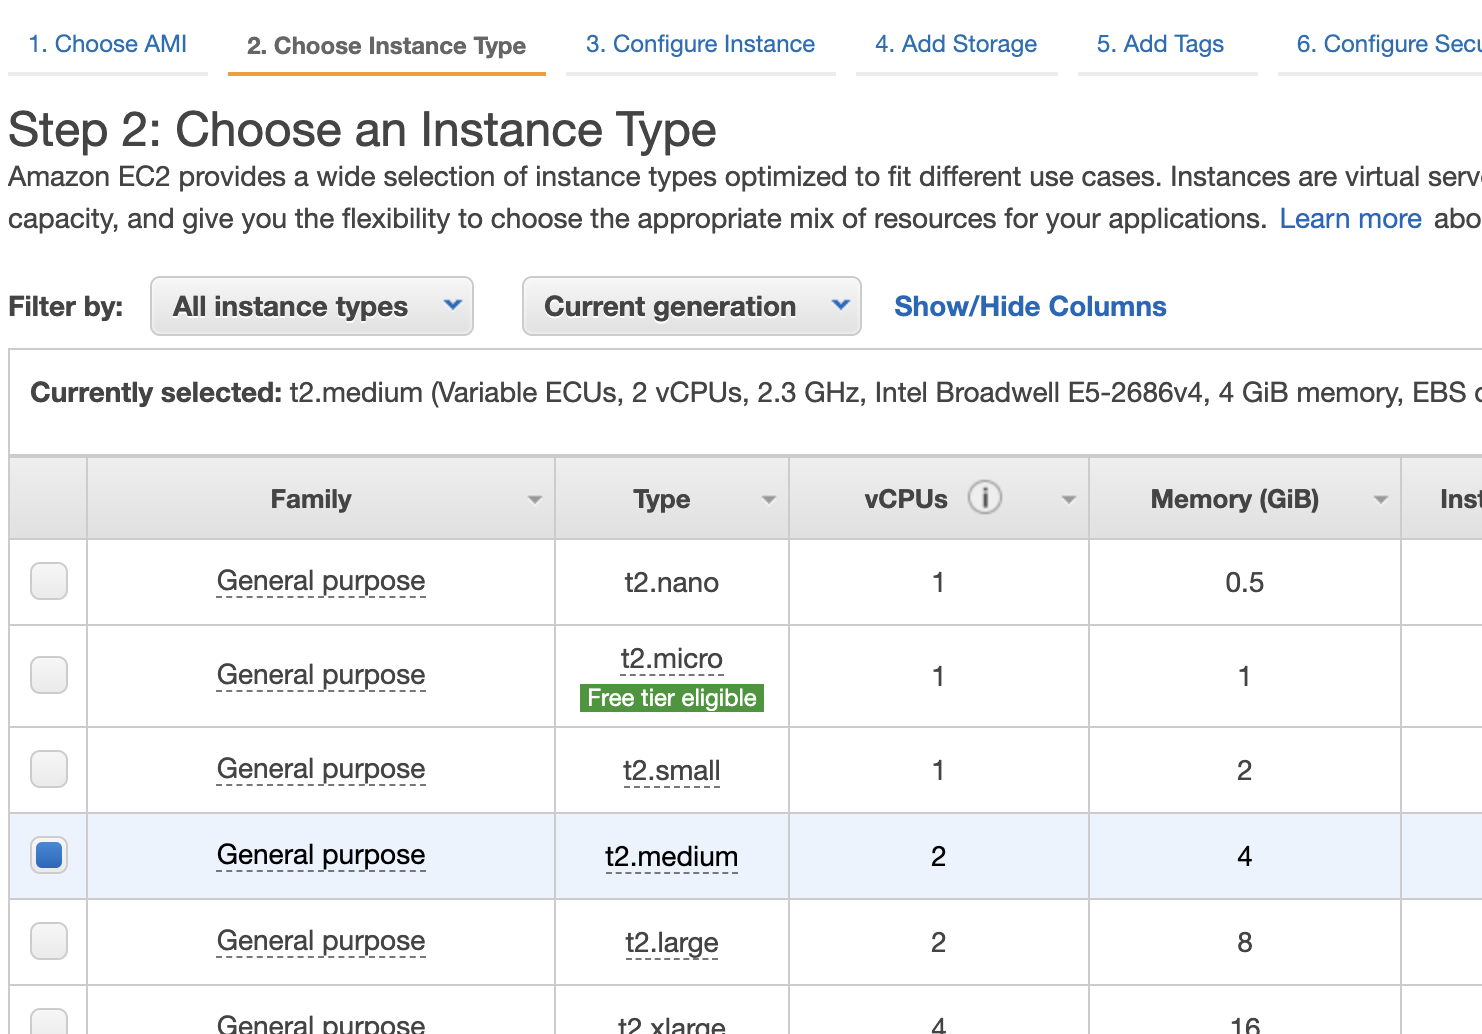 1. Choose AMI 2. Choose Instance Type 3. Configure Instance 4. Add Storage 5. Add Tags 6. Configure
Step 2: Choose an Instance Type
Amazon EC2 provides a wide selection of instance types optimized to fit different use cases. Instances are virtual
capacity, and give you the flexibility to choose the appropriate mix of resources for your applications. Learn more
Filter by: All instance types Current generation Show/Hide Columns
Currently selected: t2.medium (Variable ECUs, 2 vCPUs, 2.3 GHz, Intel Broadwell E5-2686v4, 4 GiB memory, EBS
Family Type vCPUs i Memory (GiB)
General purpose t2.nano 1 0.5
General purpose t2.micro 1 1
Free tier eligible
General purpose t2.small 1 2
General purpose t2.medium 2 4
General purpose t2.large 2 8
General purpose t2.xlarge 4 16